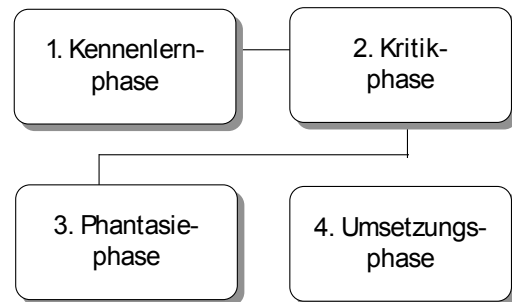 1. Kennenlern-
phase
2. Kritik-
phase
3. Phantasie-
phase
4. Umsetzungs-
phase